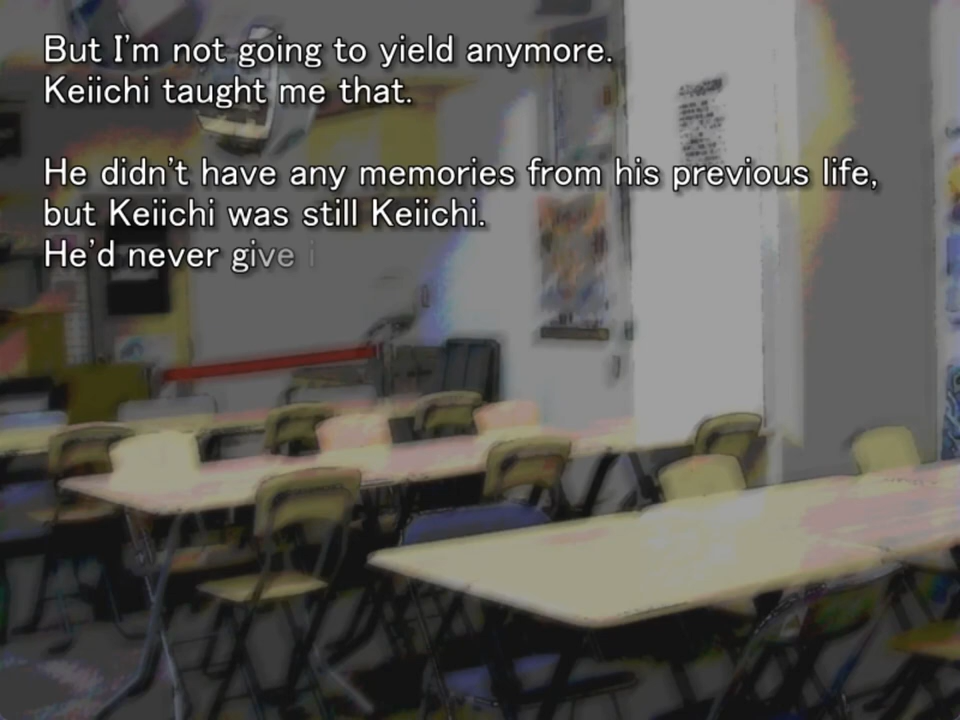 But I'm not going to yield anymore.
Keiichi taught me that.
He didn't have any memories from his previous life,
but Keiichi was still Keiichi.
He'd never give i